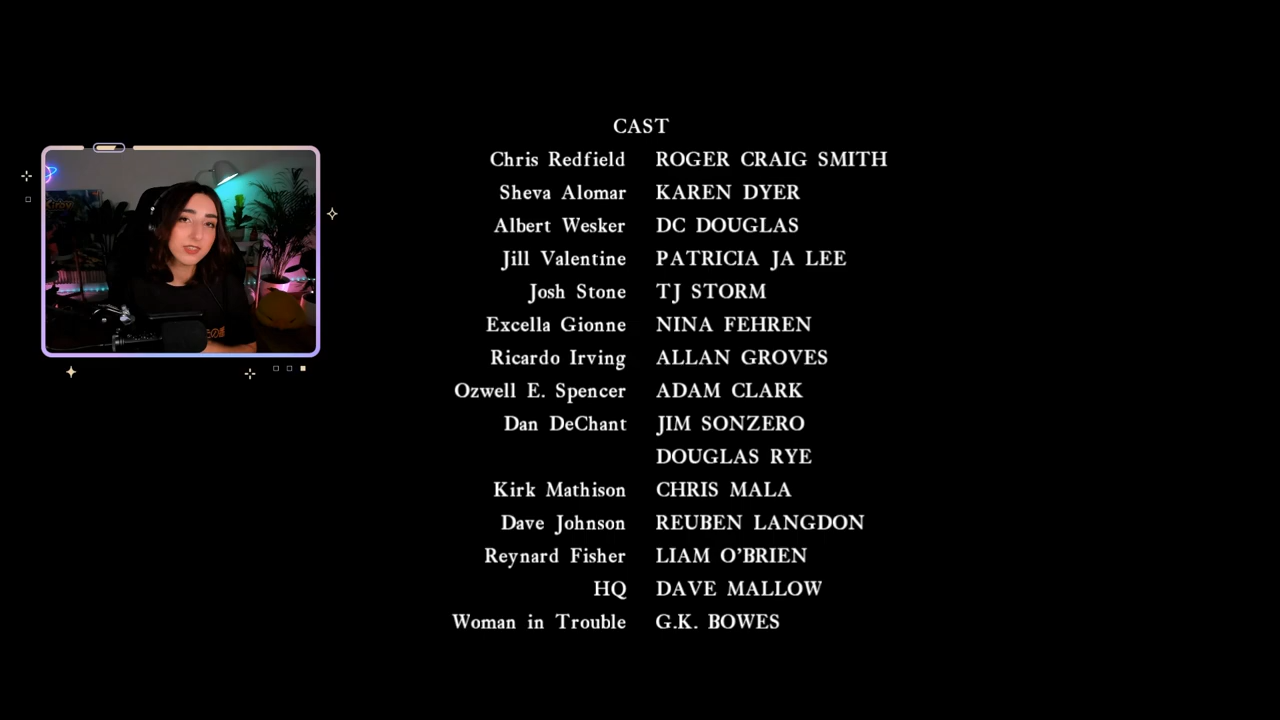 CAST
Chris Redfield ROGER CRAIG SMITH
Sheva Alomar KAREN DYER
Albert Wesker DC DOUGLAS
Jill Valentine PATRICIA JA LEE
Josh Stone TJ STORM
Excella Gionne NINA FEHREN
Ricardo Irving ALLAN GROVES
Ozwell E. Spencer ADAM CLARK
Dan DeChant JIM SONZERO
DOUGLAS RYE
Kirk Mathison CHRIS MALA
Dave Johnson REUBEN LANGDON
Reynard Fisher LIAM O'BRIEN
HQ DAVE MALLOW
Woman in Trouble G.K. BOWES